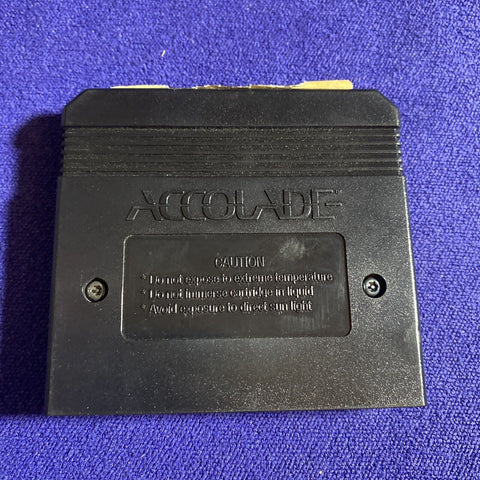 ACCOLADE
CAUTION
* Do not expose to extreme temperature
* Do not immerse cartridge in liquid
* Avoid exposure to direct sun light